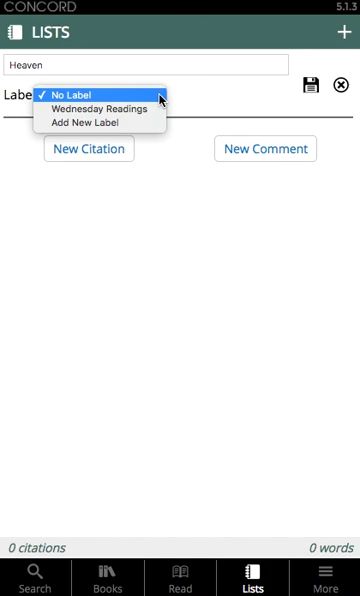 CONCORD 5.1.3
LISTS
Heaven
Labe
✓ No Label
Wednesday Readings
Add New Label
New Citation New Comment
0 citations 0 words
Search Books Read Lists More